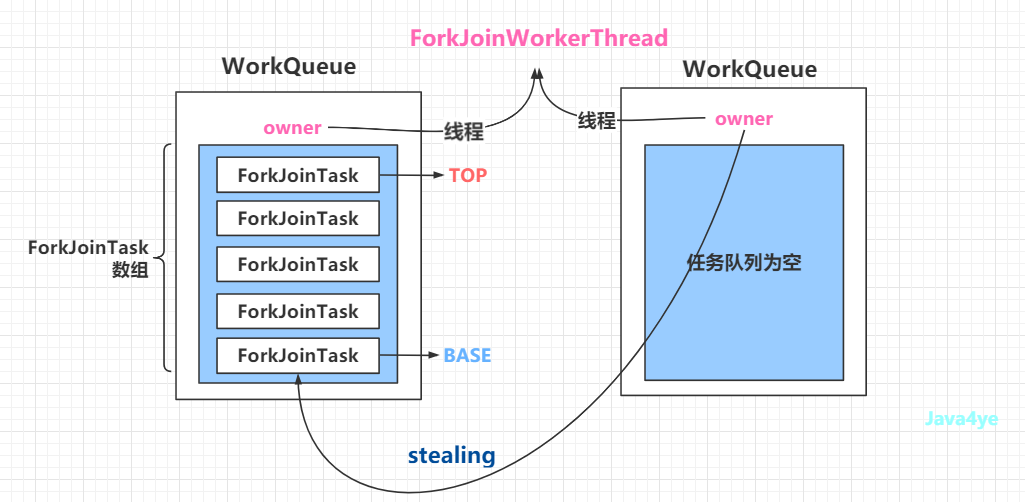 ForkJoinWorkerThread
WorkQueue
owner
线程
ForkJoinTask
TOP
ForkJoinTask
ForkJoinTask
ForkJoinTask
ForkJoinTask
BASE
ForkJoinTask
数组
WorkQueue
线程
owner
任务队列为空
stealing
Java4ye